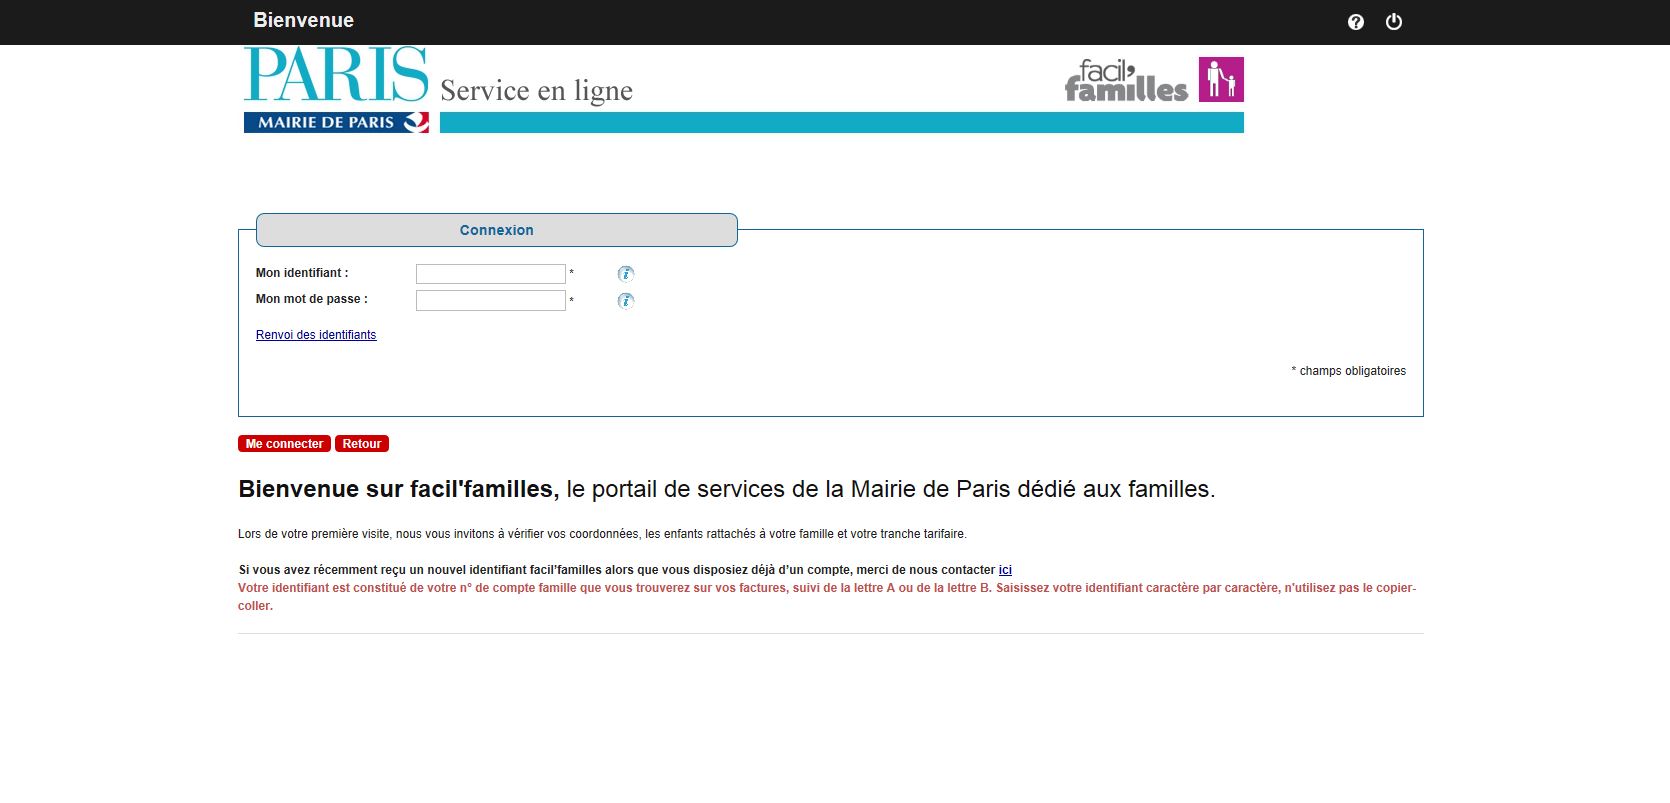 Bienvenue
PARIS
Service en ligne
facil'
familles
MAIRIE DE PARIS
Connexion
Mon identifiant : *
Mon mot de passe : *
Renvoi des identifiants
* champs obligatoires
Me connecter Retour
Bienvenue sur facil'familles, le portail de services de la Mairie de Paris dédié aux familles.
Lors de votre première visite, nous vous invitons à vérifier vos coordonnées, les enfants rattachés à votre famille et votre tranche tarifaire.
Si vous avez récemment reçu un nouvel identifiant facil’familles alors que vous disposiez déjà d’un compte, merci de nous contacter ici
Votre identifiant est constitué de votre n° de compte famille que vous trouverez sur vos factures, suivi de la lettre A ou de la lettre B. Saisissez votre identifiant caractère par caractère, n'utilisez pas le copier-
coller.